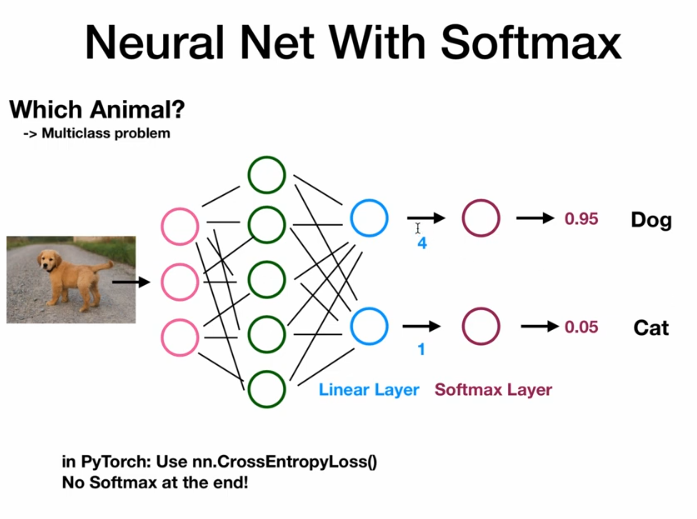 Neural Net With Softmax
Which Animal?
-> Multiclass problem
0.95 Dog
4
0.05 Cat
1
Linear Layer Softmax Layer
in PyTorch: Use nn.CrossEntropyLoss()
No Softmax at the end!